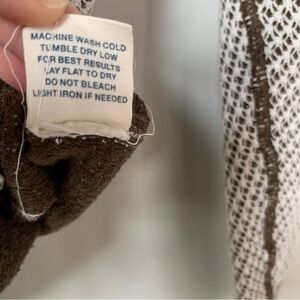 MACHINE WASH COLD
TUMBLE DRY LOW
FOR BEST RESULTS
LAY FLAT TO DRY
DO NOT BLEACH
LIGHT IRON IF NEEDED